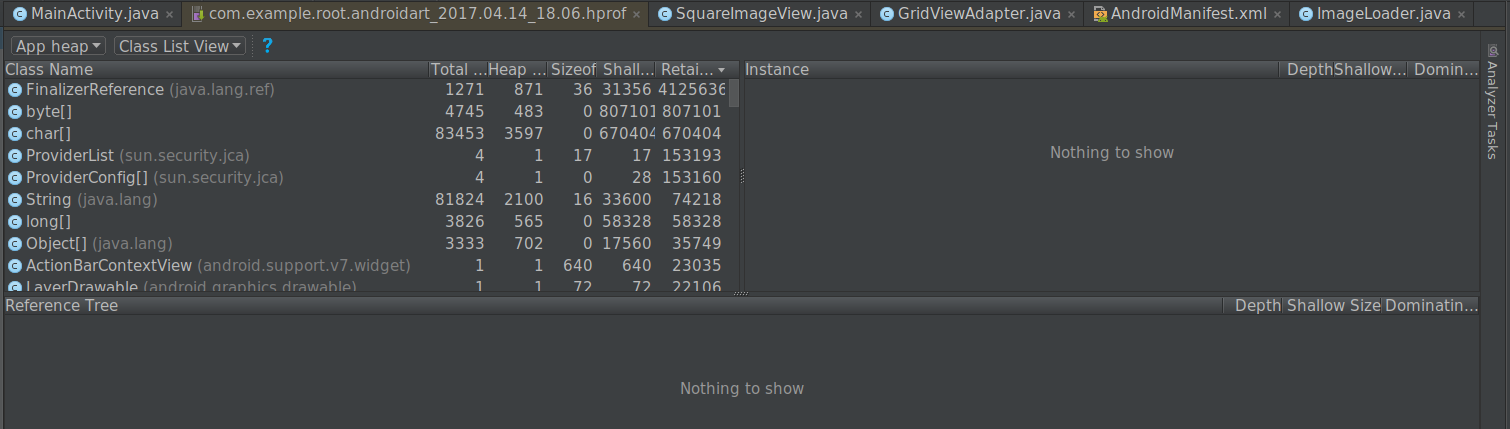 MainActivity.java × com.example.root.androidart_2017.04.14_18.06.hprof × SquareImageView.java × GridViewAdapter.java × AndroidManifest.xml × ImageLoader.java ×
App heap Class List View ?
Class Name Total ... Heap ... Sizeof Shall... Retai...
FinalizerReference (java.lang.ref) 1271 871 36 31356 4125636
byte[] 4745 483 0 807101 807101
char[] 83453 3597 0 670404 670404
ProviderList (sun.security.jca) 4 1 17 17 153193
ProviderConfig[] (sun.security.jca) 4 1 0 28 153160
String (java.lang) 81824 2100 16 33600 74218
long[] 3826 565 0 58328 58328
Object[] (java.lang) 3333 702 0 17560 35749
ActionBarContextView (android.support.v7.widget) 1 1 640 640 23035
LayerDrawable (android.graphics.drawable) 1 1 72 72 22106
Instance Depth Shallow... Domin...
Nothing to show
Analyzer Tasks
Reference Tree Depth Shallow Size Dominatin...
Nothing to show